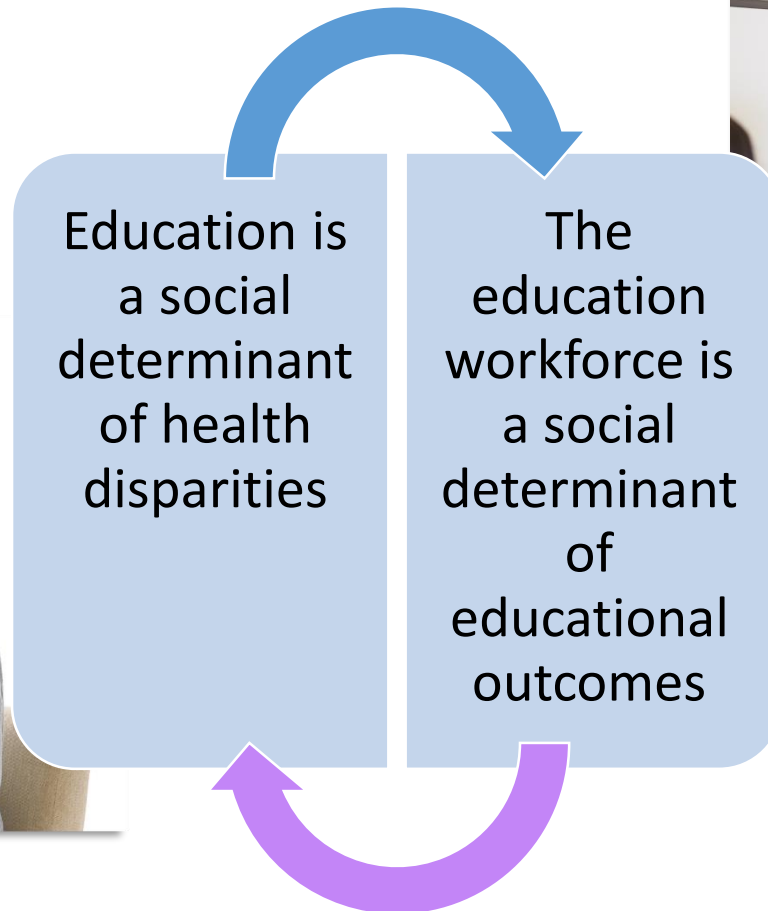 Education is
a social
determinant
of health
disparities
The
education
workforce is
a social
determinant
of
educational
outcomes